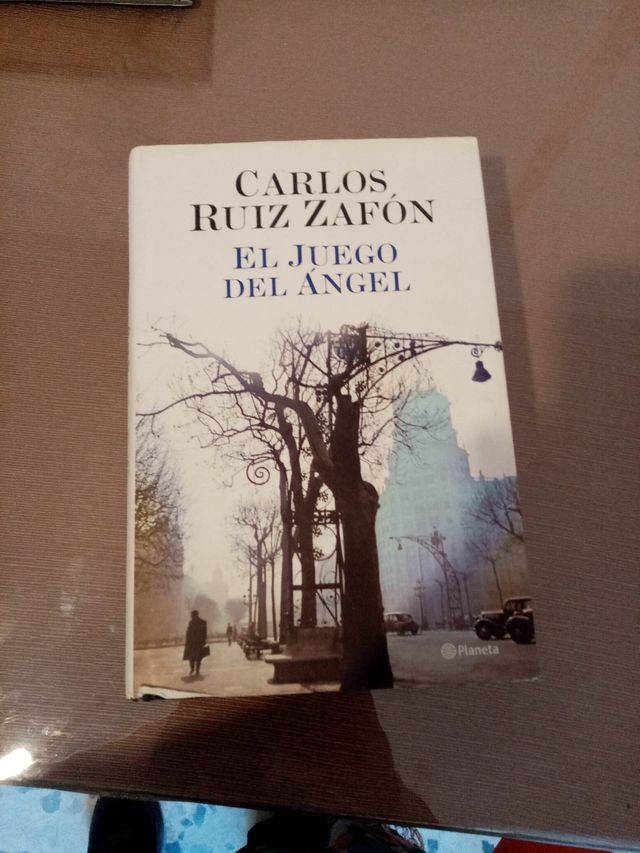 CARLOS
RUIZ ZAFÓN
EL JUEGO
DEL ÁNGEL
Planeta